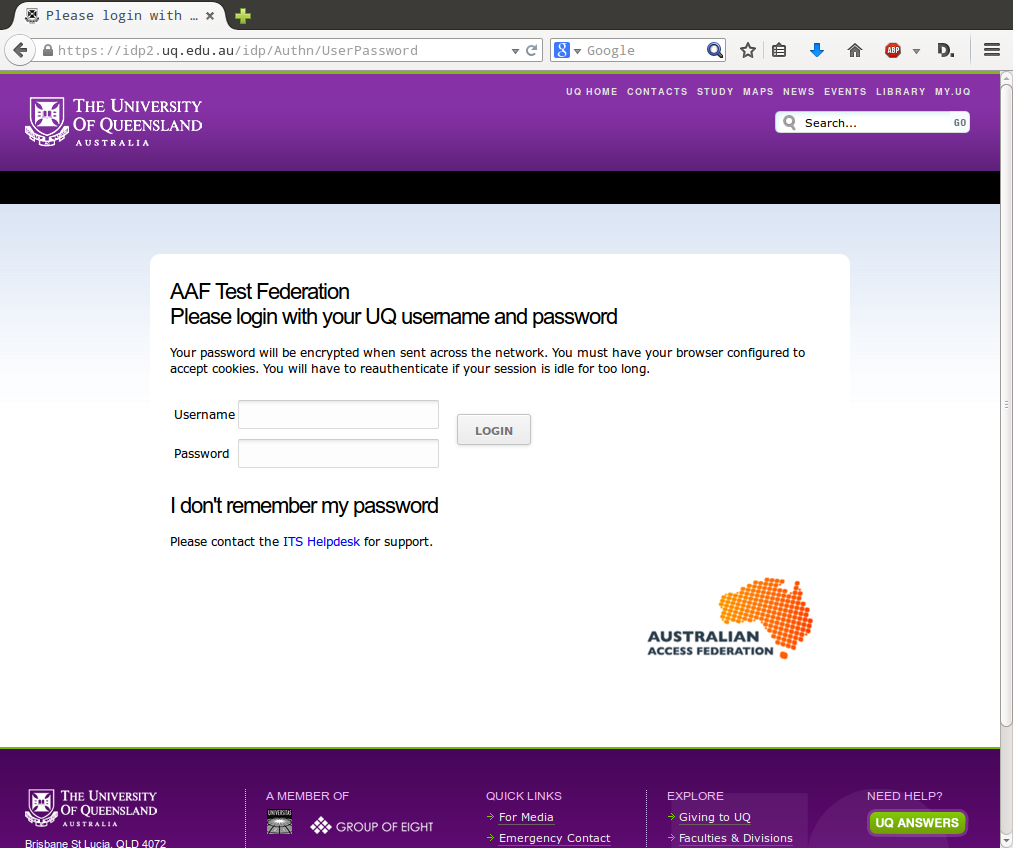 Please login with ...
https://idp2.uq.edu.au/idp/Authn/UserPassword
8
Google
ABP
D.
THE UNIVERSITY
OF QUEENSLAND
AUSTRALIA
UQ HOME CONTACTS STUDY MAPS NEWS EVENTS LIBRARY MY.UQ
Search...
GO
AAF Test Federation
Please login with your UQ username and password
Your password will be encrypted when sent across the network. You must have your browser configured to
accept cookies. You will have to reauthenticate if your session is idle for too long.
Username
LOGIN
Password
I don't remember my password
Please contact the ITS Helpdesk for support.
AUSTRALIAN
ACCESS FEDERATION
THE UNIVERSITY
OF QUEENSLAND
AUSTRALIA
Brisbane St Lucia, QLD 4072
A MEMBER OF
UNIVERSITAS
GROUP OF EIGHT
QUICK LINKS
For Media
Emergency Contact
EXPLORE
Giving to UQ
Faculties & Divisions
NEED HELP?
UQ ANSWERS